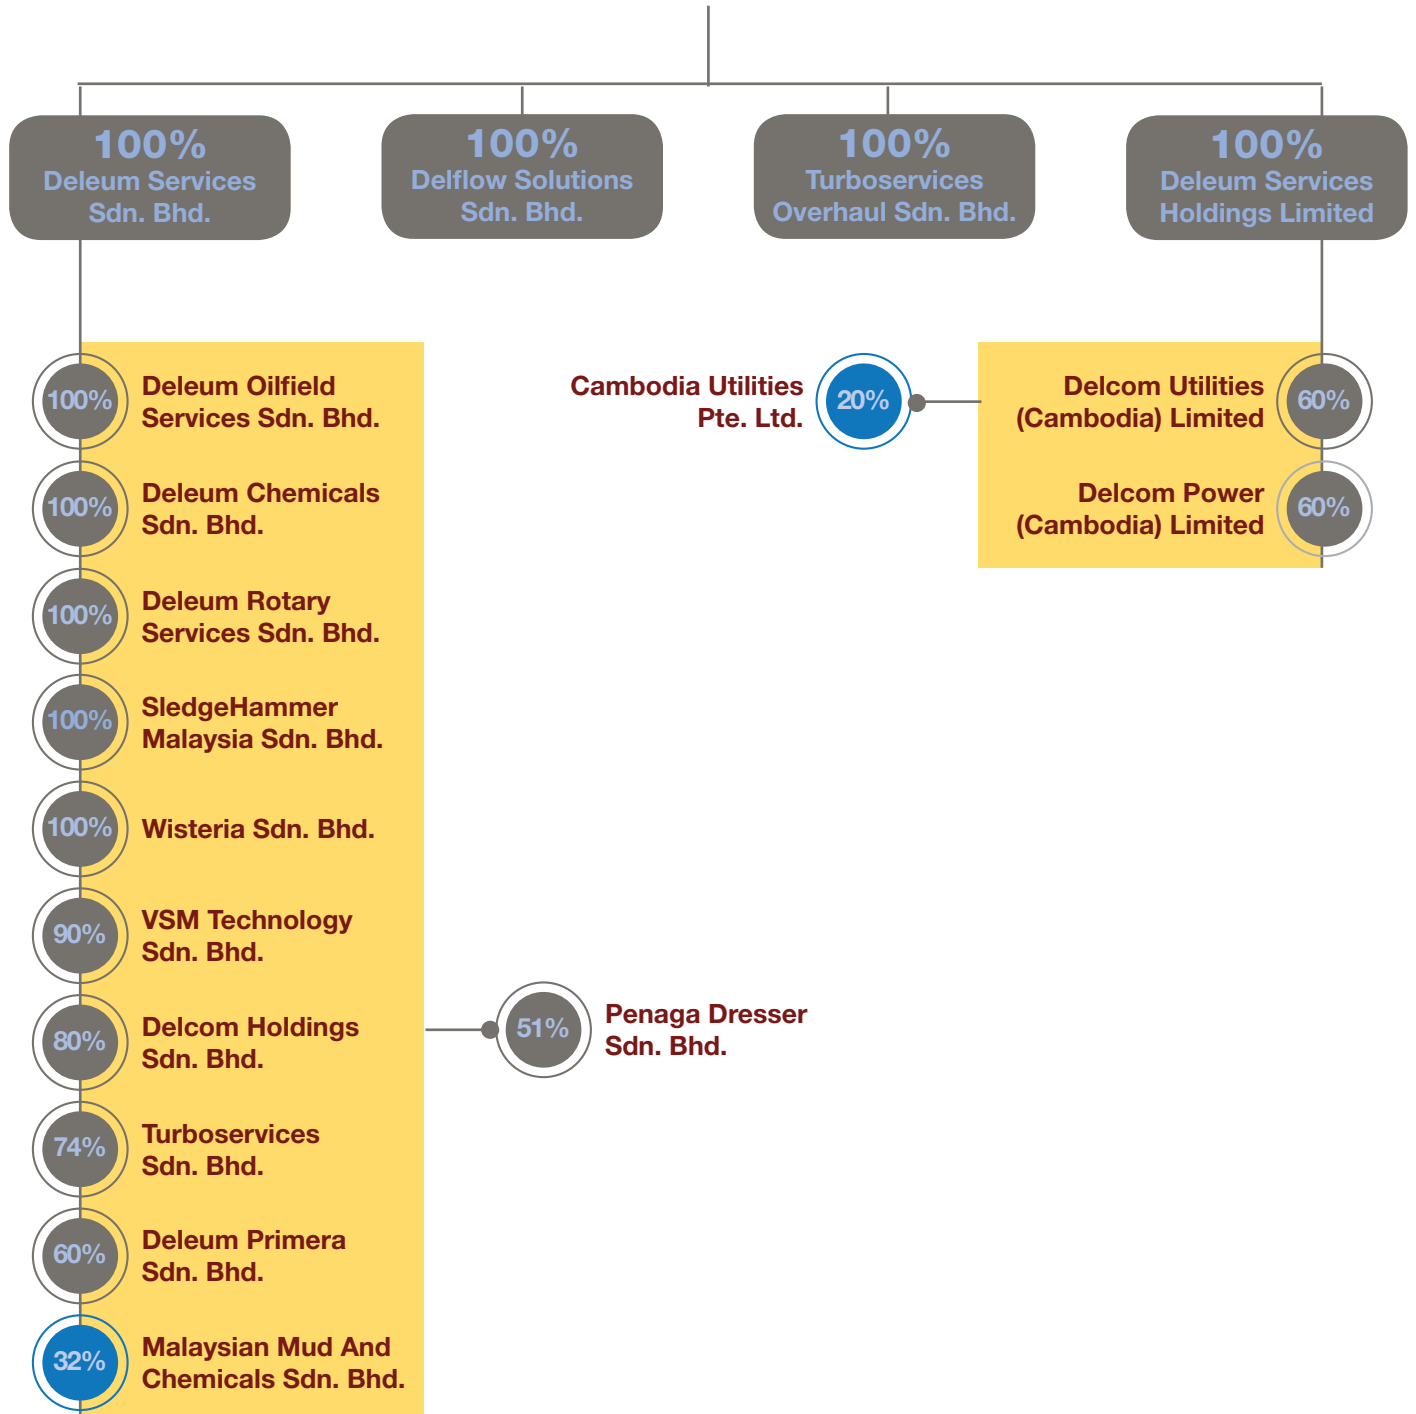 100%
Deleum Services
Sdn. Bhd.
100%
Delflow Solutions
Sdn. Bhd.
100%
Turboservices
Overhaul Sdn. Bhd.
100%
Deleum Services
Holdings Limited
100%
Deleum Oilfield
Services Sdn. Bhd.
100%
Deleum Chemicals
Sdn. Bhd.
100%
Deleum Rotary
Services Sdn. Bhd.
100%
SledgeHammer
Malaysia Sdn. Bhd.
100%
Wisteria Sdn. Bhd.
90%
VSM Technology
Sdn. Bhd.
80%
Delcom Holdings
Sdn. Bhd.
51%
Penaga Dresser
Sdn. Bhd.
74%
Turboservices
Sdn. Bhd.
60%
Deleum Primera
Sdn. Bhd.
32%
Malaysian Mud And
Chemicals Sdn. Bhd.
Cambodia Utilities
Pte. Ltd.
20%
Delcom Utilities
(Cambodia) Limited
60%
Delcom Power
(Cambodia) Limited
60%